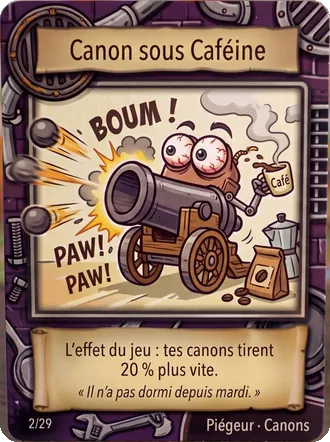 Canon sous Caféine
BOUM !
Café
PAW!
PAW!
L'effet du jeu : tes canons tirent
20 % plus vite.
« Il n'a pas dormi depuis mardi. »
2/29
Piégeur · Canons